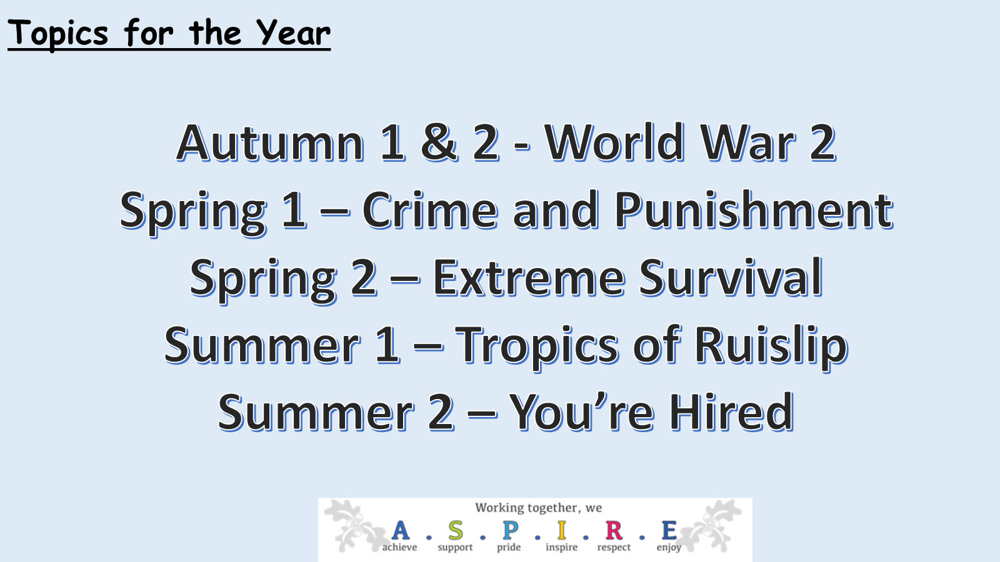 Topics for the Year
Autumn 1 & 2 - World War 2
Spring 1 – Crime and Punishment
Spring 2 – Extreme Survival
Summer 1 – Tropics of Ruislip
Summer 2 – You’re Hired
Working together, we
A . S . P . I . R . E
achieve support pride inspire respect enjoy